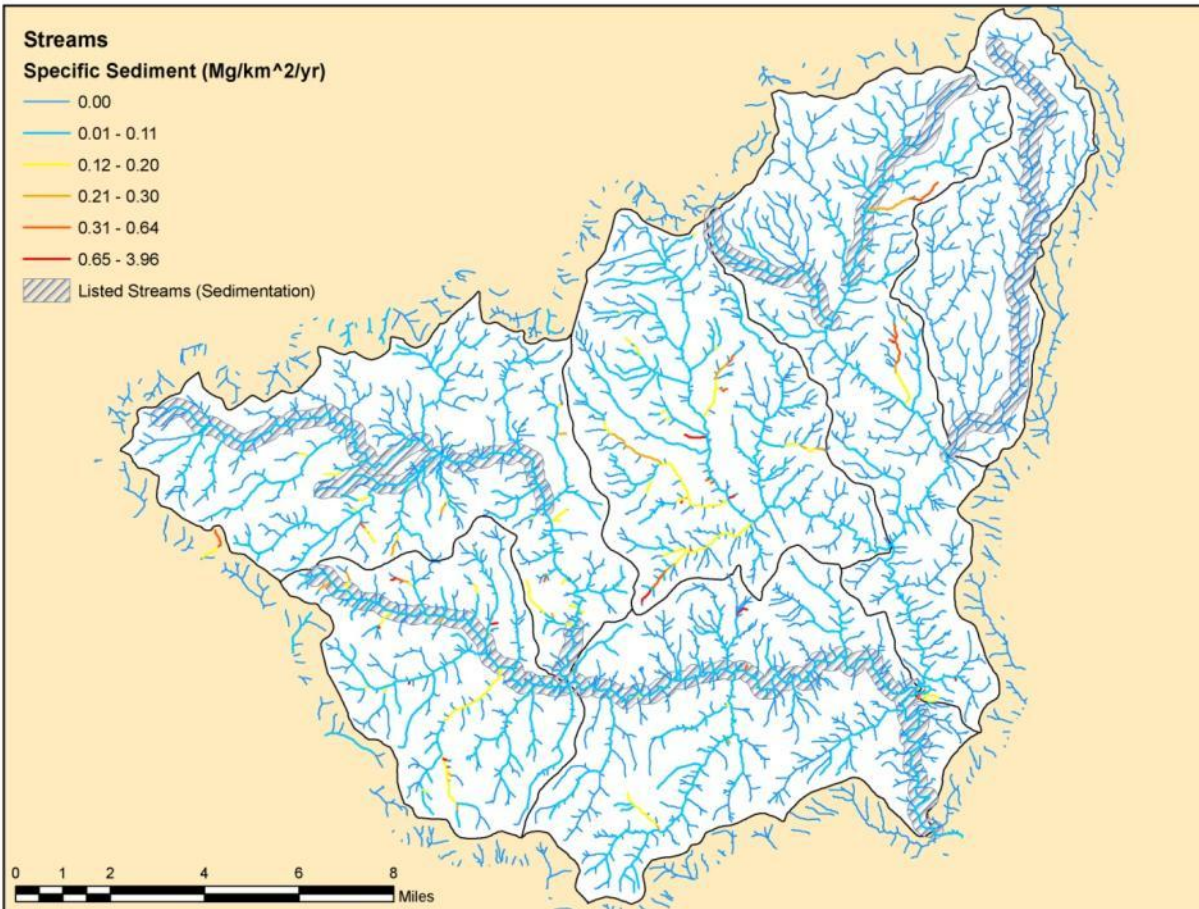 Streams
Specific Sediment (Mg/km^2/yr)
0.00
0.01 - 0.11
0.12 - 0.20
0.21 - 0.30
0.31 - 0.64
0.65 - 3.96
Listed Streams (Sedimentation)
0 1 2 4 6 8
Miles